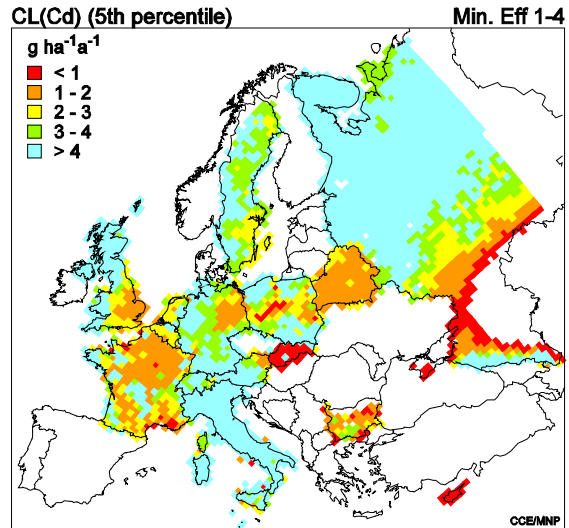 CL(Cd) (5th percentile) Min. Eff 1-4
g ha⁻¹a⁻¹
< 1
1 - 2
2 - 3
3 - 4
> 4
CCE/MNP